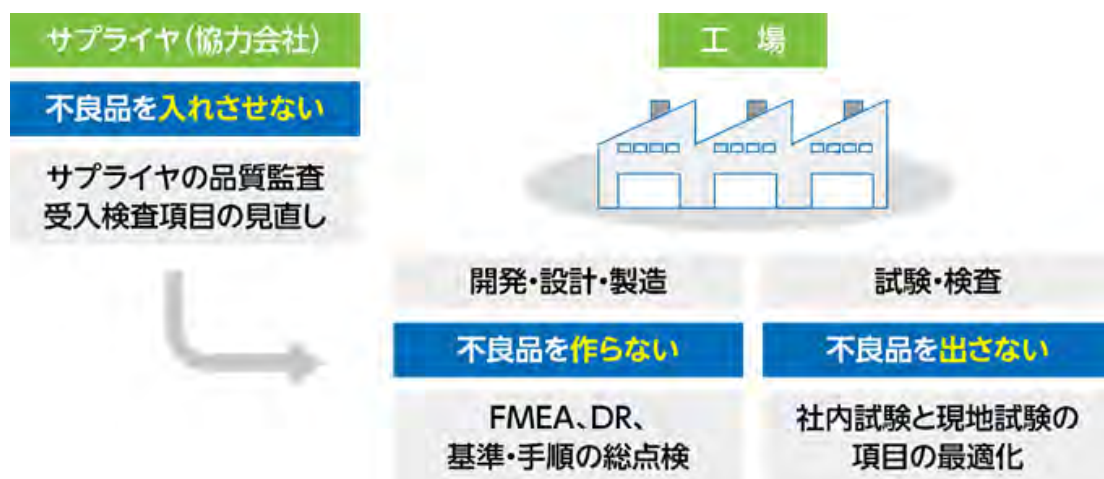 サプライヤ(協力会社)
不良品を入れさせない
サプライヤの品質監査
受入検査項目の見直し
工 場
開発・設計・製造
不良品を作らない
FMEA、DR、
基準・手順の総点検
試験・検査
不良品を出さない
社内試験と現地試験の
項目の最適化